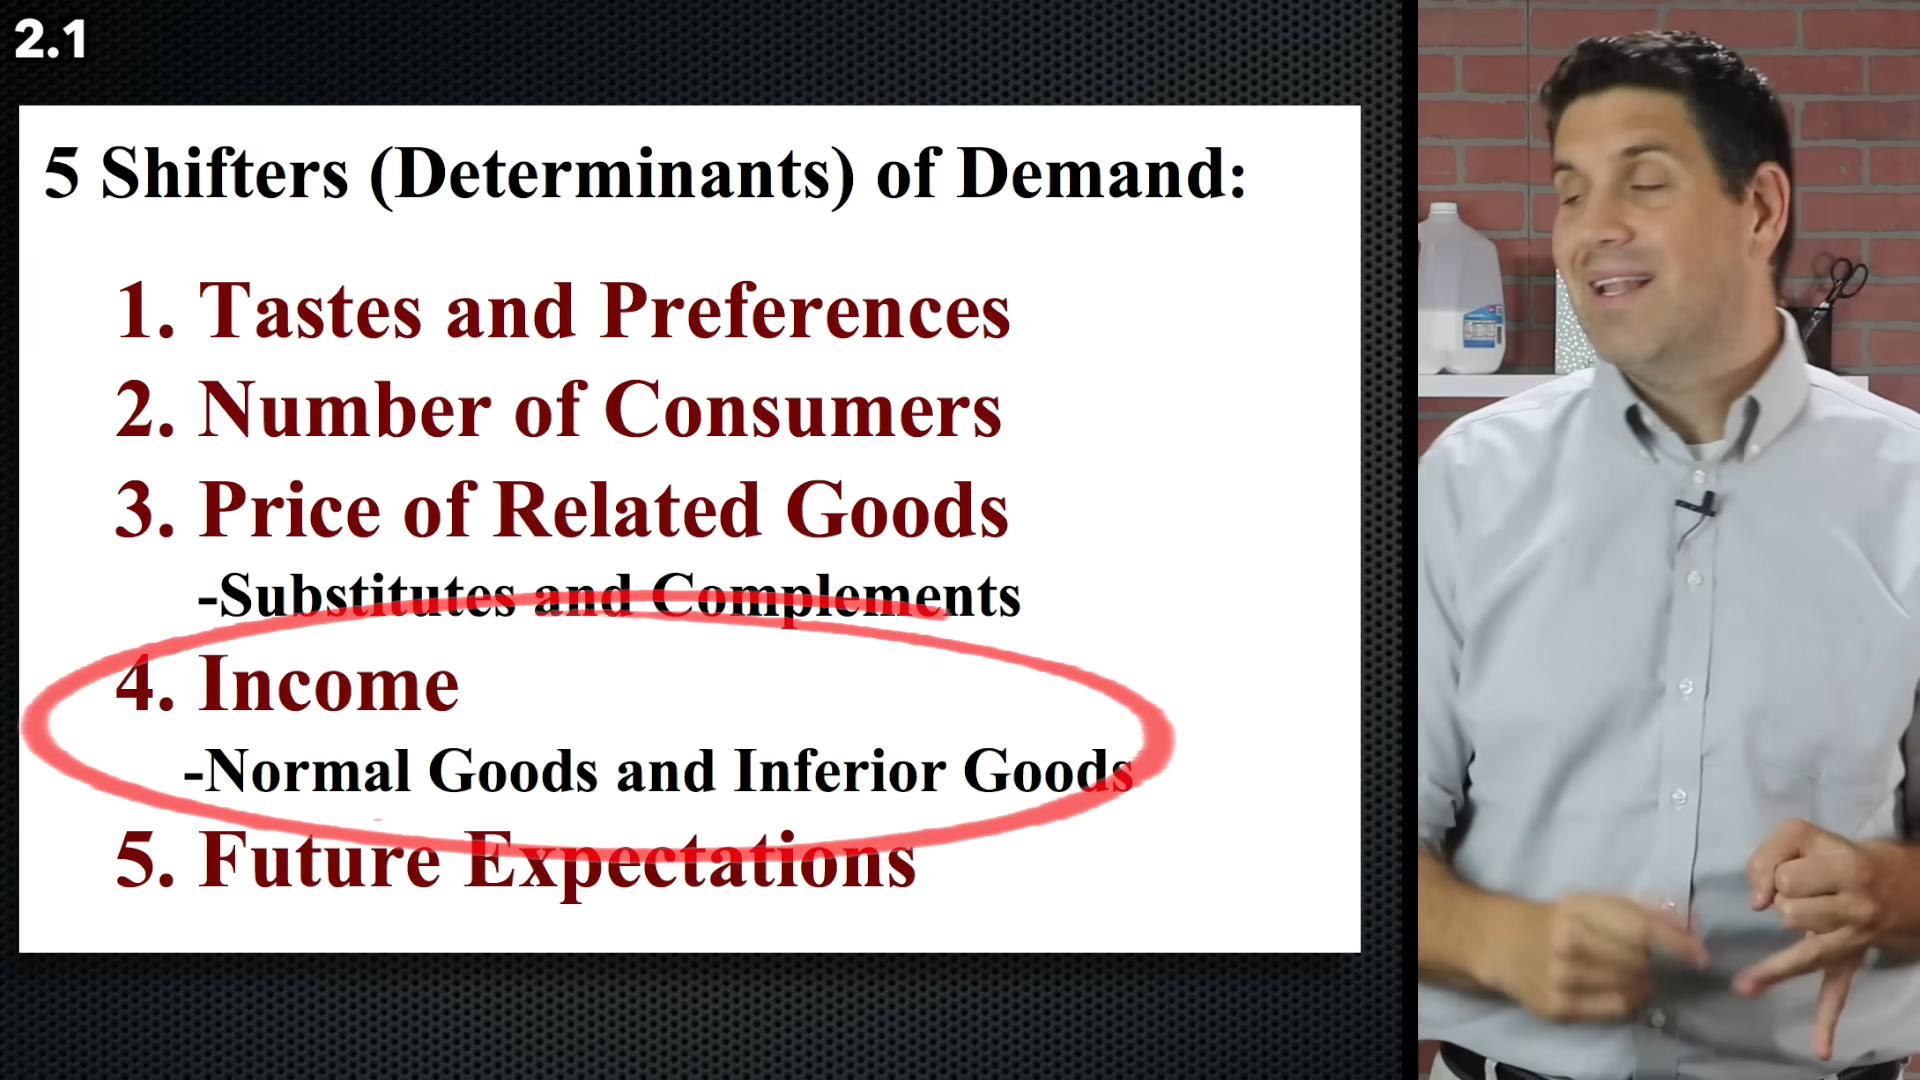 2.1
5 Shifters (Determinants) of Demand:
1. Tastes and Preferences
2. Number of Consumers
3. Price of Related Goods
-Substitutes and Complements
4. Income
-Normal Goods and Inferior Goods
5. Future Expectations